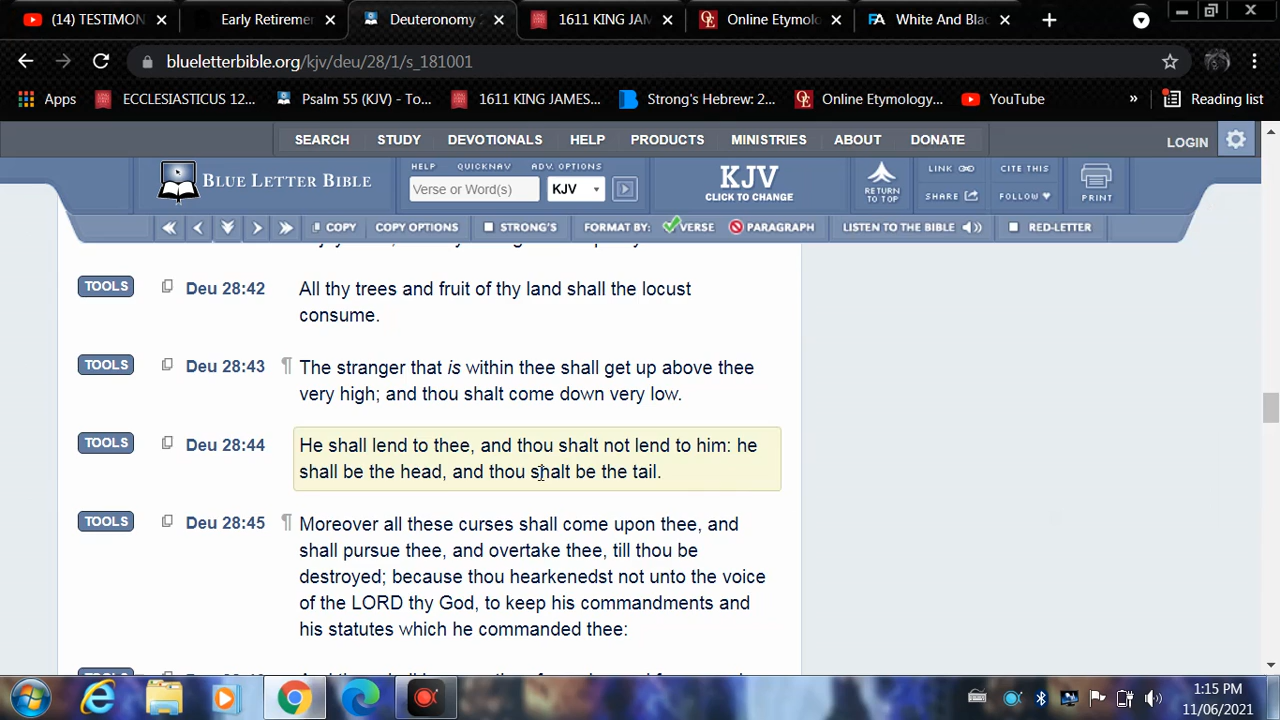 (14) TESTIMON
Early Retiremer
Deuteronomy
1611 KING JAM
Online Etymolo
White And Blac
blueletterbible.org/kjv/deu/28/1/s_181001
Apps
ECCLESIASTICUS 12...
Psalm 55 (KJV) - To...
1611 KING JAMES...
Strong's Hebrew: 2...
Online Etymology...
YouTube
»
Reading list
SEARCH
STUDY
DEVOTIONALS
HELP
PRODUCTS
MINISTRIES
ABOUT
DONATE
LOGIN
BLUE LETTER BIBLE
HELP
QUICKNAV
ADV. OPTIONS
Verse or Word(s)
KJV
KJV
CLICK TO CHANGE
RETURN
TO TOP
LINK
CITE THIS
SHARE
FOLLOW
PRINT
COPY
COPY OPTIONS
STRONG'S
FORMAT BY:
VERSE
PARAGRAPH
LISTEN TO THE BIBLE
RED-LETTER
TOOLS
Deu 28:42
All thy trees and fruit of thy land shall the locust
consume.
TOOLS
Deu 28:43
¶ The stranger that is within thee shall get up above thee
very high; and thou shalt come down very low.
TOOLS
Deu 28:44
He shall lend to thee, and thou shalt not lend to him: he
shall be the head, and thou shalt be the tail.
TOOLS
Deu 28:45
¶ Moreover all these curses shall come upon thee, and
shall pursue thee, and overtake thee, till thou be
destroyed; because thou hearkenedst not unto the voice
of the LORD thy God, to keep his commandments and
his statutes which he commanded thee:
1:15 PM
11/06/2021